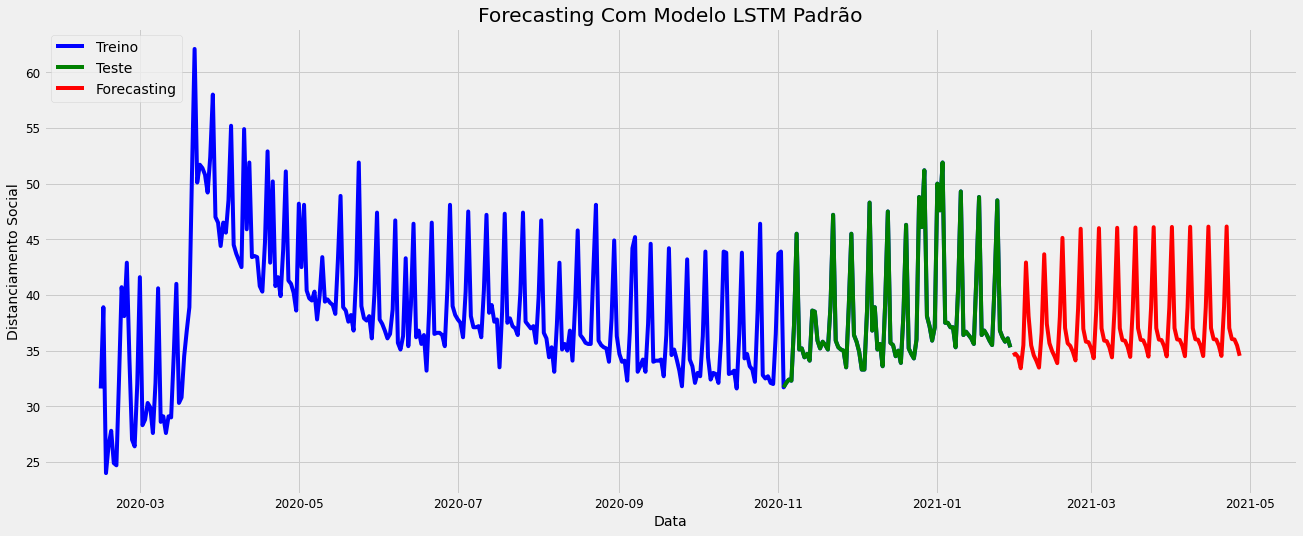 Forecasting Com Modelo LSTM Padrão
Treino
Teste
Forecasting
Distanciamento Social
60
55
50
45
40
35
30
25
2020-03
2020-05
2020-07
2020-09
2020-11
2021-01
2021-03
2021-05
Data